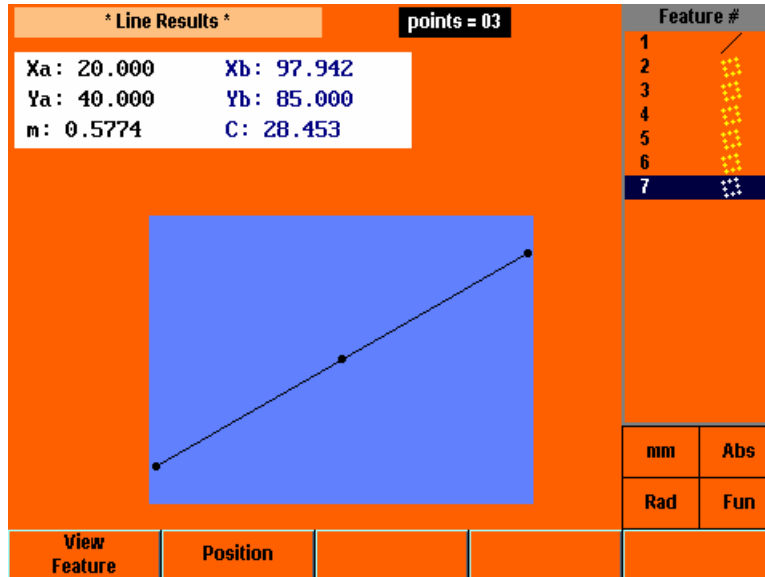 * Line Results *
points = 03
Xa: 20.000 Xb: 97.942
Ya: 40.000 Yb: 85.000
m: 0.5774 C: 28.453
Feature #
1
2
3
4
5
6
7
mm Abs
Rad Fun
View
Feature
Position